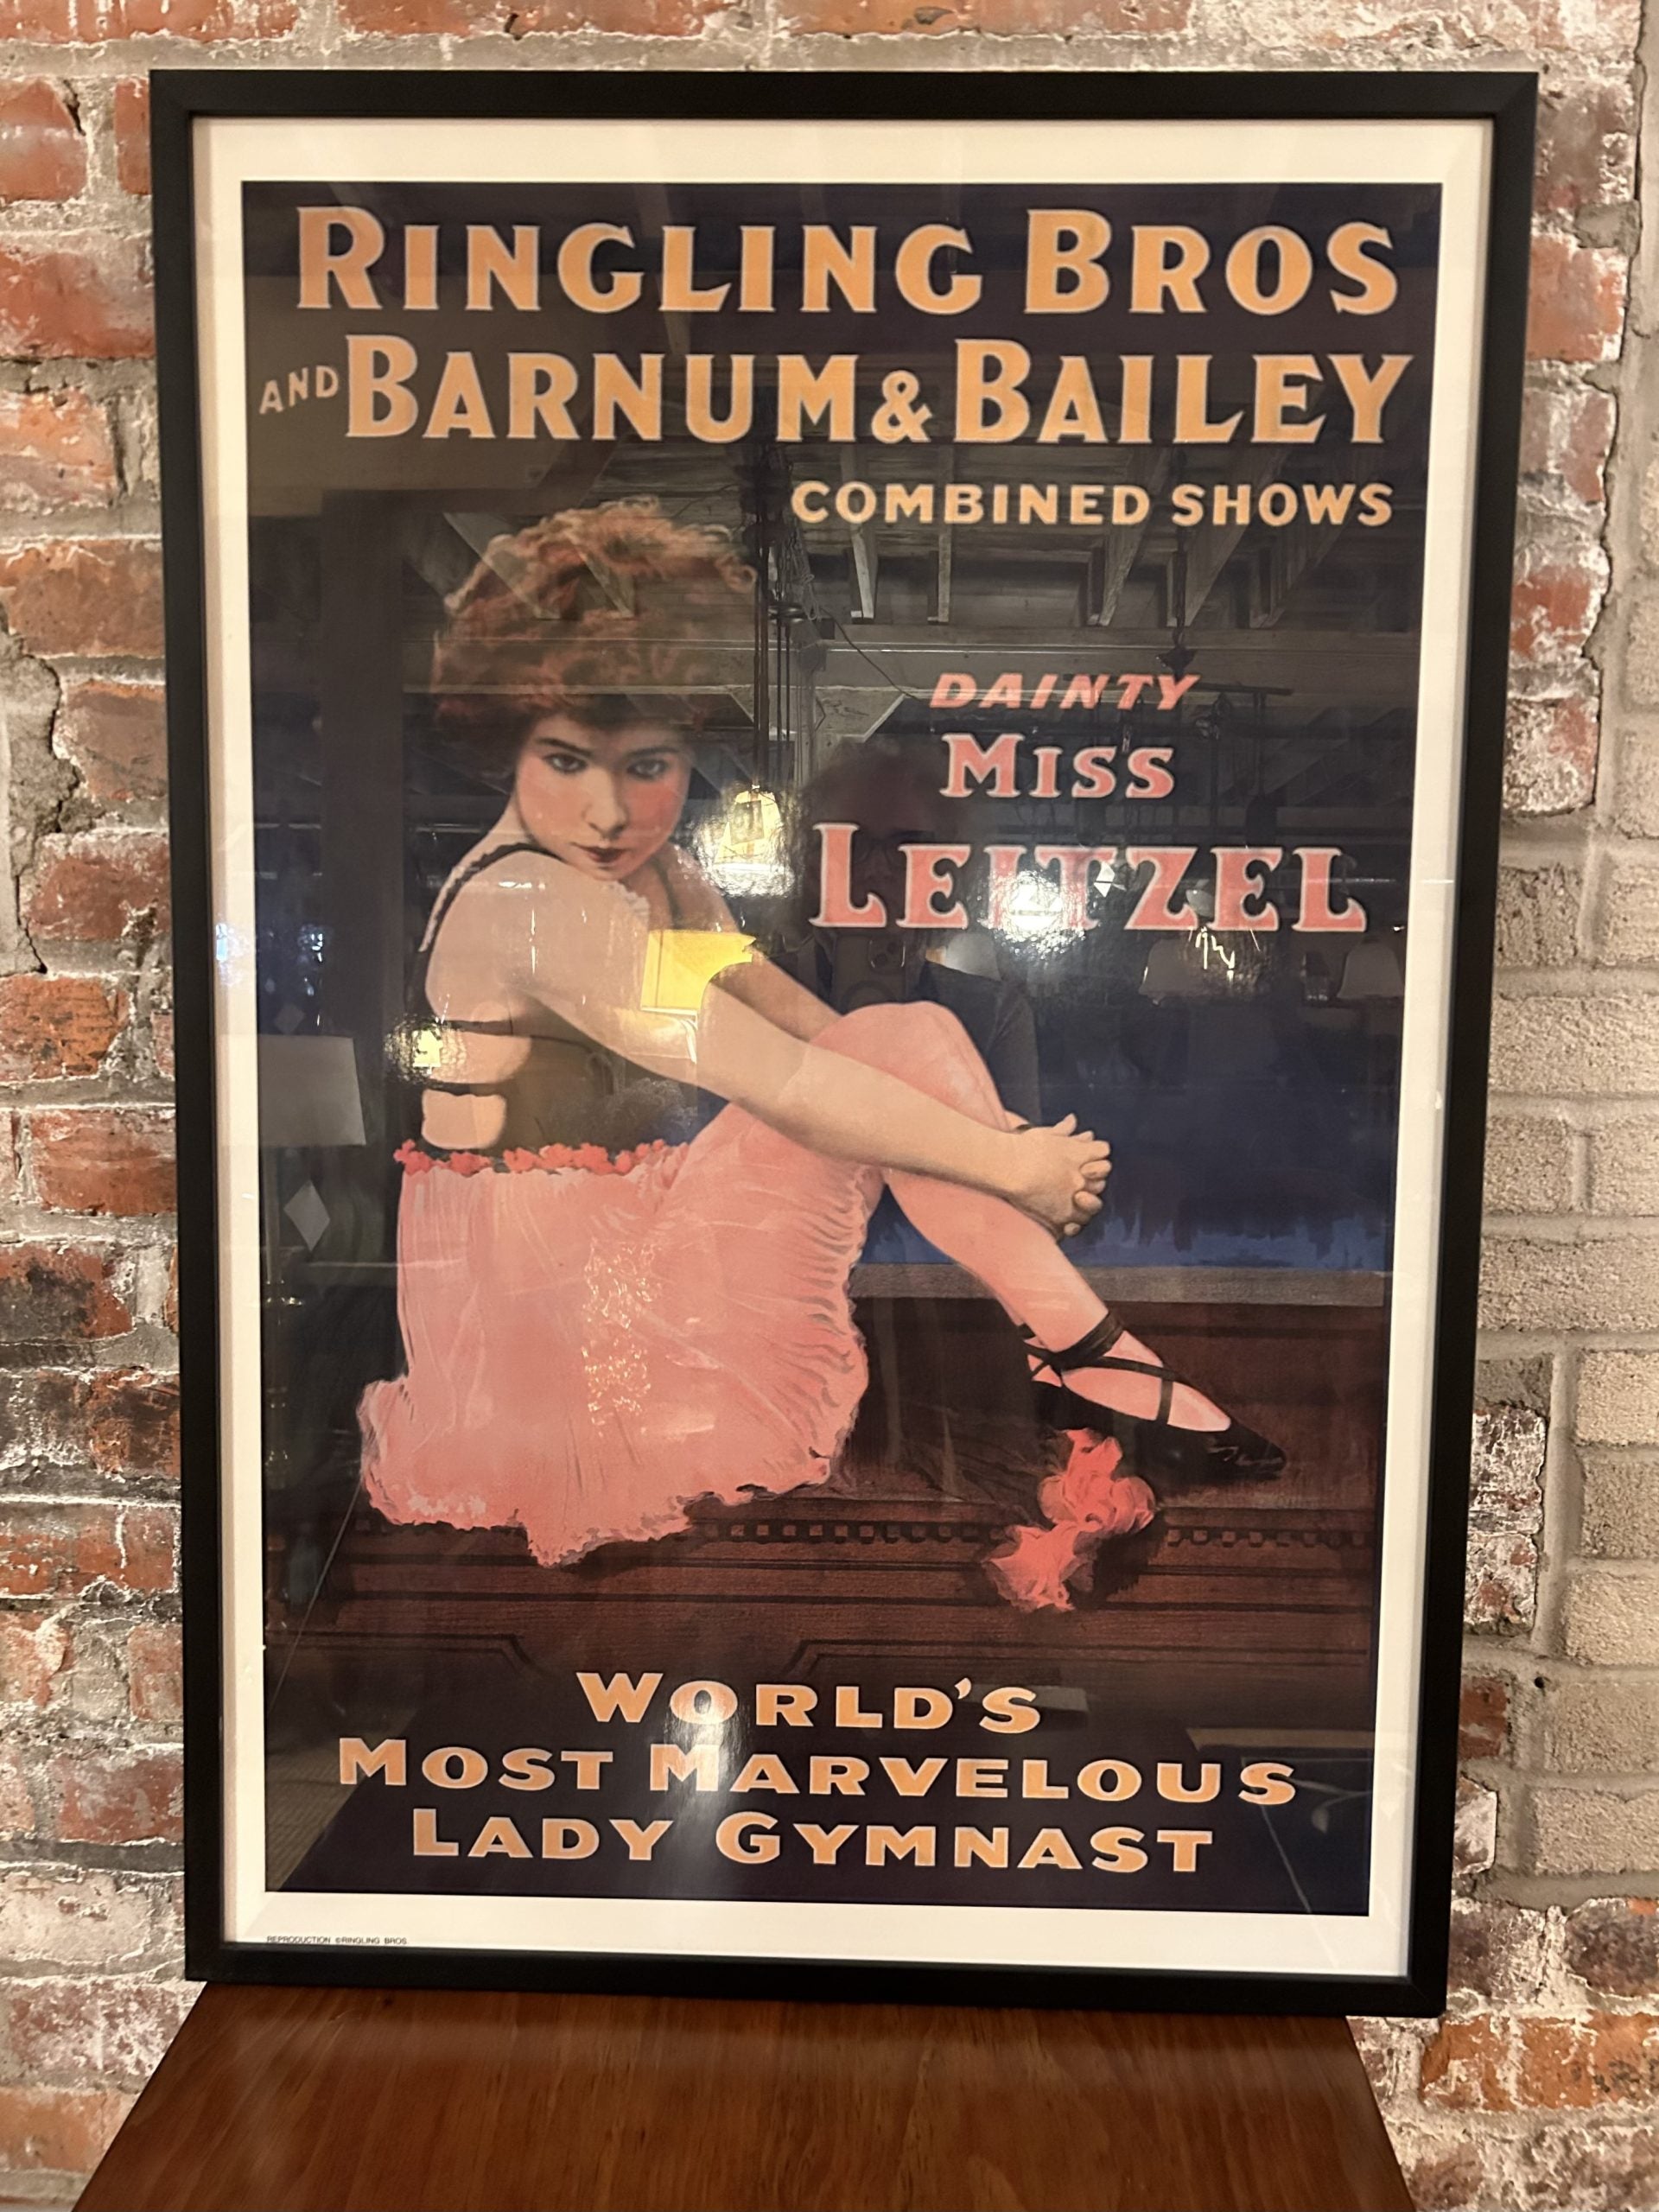 RINGLING BROS
AND BARNUM & BAILEY
COMBINED SHOWS
DAINTY
MISS
LEITZEL
WORLD'S
MOST MARVELOUS
LADY GYMNAST
REPRODUCTION ©RINGLING BROS.